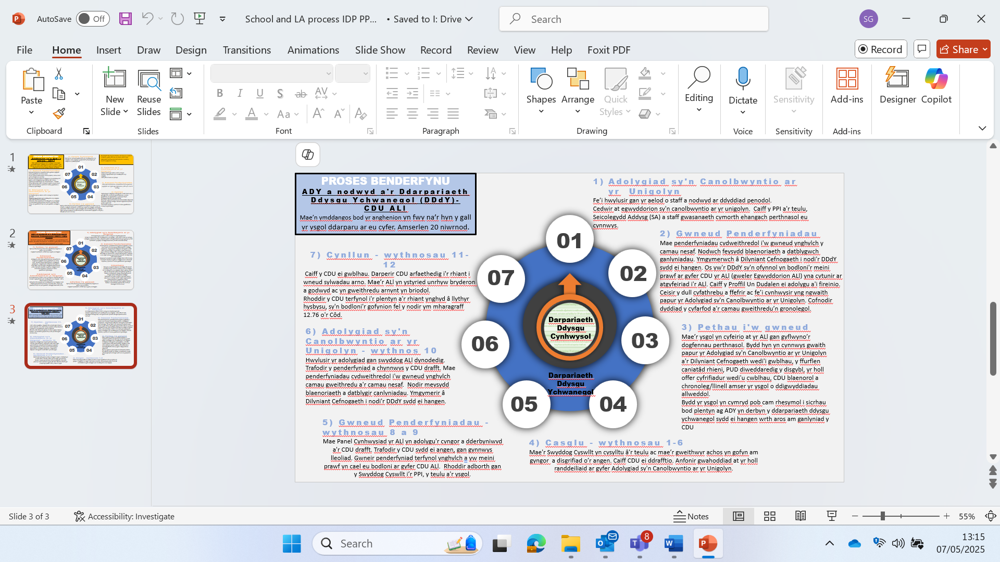 AutoSave Off School and LA process IDP PP... • Saved to I: Drive Search SG
File Home Insert Draw Design Transitions Animations Slide Show Record Review View Help Foxit PDF Record Share
Paste
New Slide
Reuse Slides
B I U S ab AV
Aa A
Shapes Arrange Quick Styles
Editing Dictate Sensitivity Add-ins Designer Copilot
Clipboard Slides Font Paragraph Drawing Voice Sensitivity Add-ins
1
2
3
PROSES BENDERFYNU
ADY a nodwyd a'r Ddarpariaeth
Ddysgu Ychwanegol (DDdY)-
CDU ALl
Mae'n ymddangos bod yr anghenion yn fwy na'r hyn y gall
yr ysgol ddarparu ar eu cyfer. Amserlen 20 niwrnod.
1) Adolygiad sy'n Canolbwyntio ar
yr Unigolyn
Fe'i hwylusir gan yr aelod o staff a nodwyd ar ddyddiad penodol.
Cedwir at egwyddorion sy'n canolbwyntio ar yr unigolyn. Caiff y PPI a'r teulu,
Seicolegydd Addysg (SA) a staff gwasanaeth cymorth ehangach perthnasol eu
cynnwys.
2) Gwneud Penderfyniadau
Mae penderfyniadau cydweithredol i'w gwneud ynghylch y
camau nesaf. Nodwch feysydd blaenoriaeth a datblygwch
ganlyniadau. Ymgymerwch â Dilyniant Cefnogaeth i nodi'r DDdY
sydd ei hangen. Os yw'r DDdY sy'n ofynnol yn bodloni'r meini
prawf ar gyfer CDU yr ALl (gweler Egwyddorion ALl) yna cytunir ar
atgyfeiriad i'r ALl. Caiff y Proffil Un Dudalen ei adolygu a'i fireinio.
Ceisir y dull cyfathrebu a ffefrir ac fe'i cynhwysir yng ngwaith
papur yr Adolygiad sy'n Canolbwyntio ar yr Unigolyn. Cofnodir
dyddiad y cyfarfod a'r camau gweithredu'n gronolegol.
3) Pethau i'w gwneud
Mae'r ysgol yn cyfeirio at yr ALl gan gyflwyno'r
dogfennau perthnasol. Bydd hyn yn cynnwys gwaith
papur yr Adolygiad sy'n Canolbwyntio ar yr Unigolyn
a'r Dilyniant Cefnogaeth wedi'i gwblhau, y ffurflen
caniatâd rhieni, PUD diweddaredig y disgybl, yr holl
offer cyfrifiadur wedi'u cwblhau, CDU blaenorol a
chronoleg/llinell amser yr ysgol o ddigwyddiadau
allweddol.
Bydd yr ysgol yn cymryd pob cam rhesymol i sicrhau
bod plentyn ag ADY yn derbyn y ddarpariaeth ddysgu
ychwanegol sydd ei hangen wrth aros am ganlyniad y
CDU
4) Casglu - wythnosau 1-6
Mae'r Swyddog Cyswllt yn cysylltu â'r teulu ac mae'r gweithwyr achos yn gofyn am
gyngor a disgrifiad o'r angen. Caiff CDU ei ddrafftio. Anfonir gwahoddiad at yr holl
randdeiliaid ar gyfer Adolygiad sy'n Canolbwyntio ar yr Unigolyn.
5) Gwneud Penderfyniadau -
wythnosau 8 a 9
Mae Panel Cynhwysiad yr ALl yn adolygu'r cyngor a dderbyniwyd
a'r CDU drafft. Trafodir y CDU sydd ei angen, gan gynnwys
lleoliad. Gwneir penderfyniad terfynol ynghylch a yw meini
prawf yn cael eu bodloni ar gyfer CDU ALl. Rhoddir adborth gan
y Swyddog Cyswllt i'r PPI, y teulu a'r ysgol.
6) Adolygiad sy'n
Canolbwyntio ar yr
Unigolyn - wythnos 10
Hwylusir yr adolygiad gan swyddog ALl dynodedig.
Trafodir y penderfyniad a chynnwys y CDU drafft. Mae
penderfyniadau cydweithredol i'w gwneud ynghylch
camau gweithredu a'r camau nesaf. Nodir meysydd
blaenoriaeth a datblygir canlyniadau. Ymgymerir â
Dilyniant Cefnogaeth i nodi'r DDdY sydd ei hangen.
7) Cynllun - wythnosau 11-
12
Caiff y CDU ei gwblhau. Darperir CDU arfaethedig i'r rhiant i
wneud sylwadau arno. Mae'r ALl yn ystyried unrhyw bryderon
a godwyd ac yn gweithredu arnynt yn briodol.
Rhoddir y CDU terfynol i'r plentyn a'r rhiant ynghyd â llythyr
hysbysu, sy'n bodloni'r gofynion fel y nodir ym mharagraff
12.76 o'r Côd.
01
02
03
04
05
06
07
Darpariaeth
Ddysgu
Cynhwysol
Darpariaeth
Ddysgu
Ychwanegol
Slide 3 of 3 Accessibility: Investigate Notes 55%
Search 8 13:15
07/05/2025